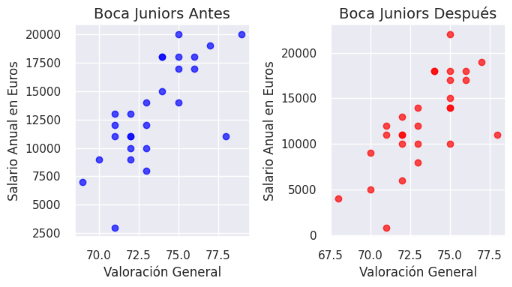 Boca Juniors Antes
Salario Anual en Euros
20000
17500
15000
12500
10000
7500
5000
2500
70.0 72.5 75.0 77.5
Valoración General
Boca Juniors Después
Salario Anual en Euros
20000
15000
10000
5000
0
67.5 70.0 72.5 75.0 77.5
Valoración General